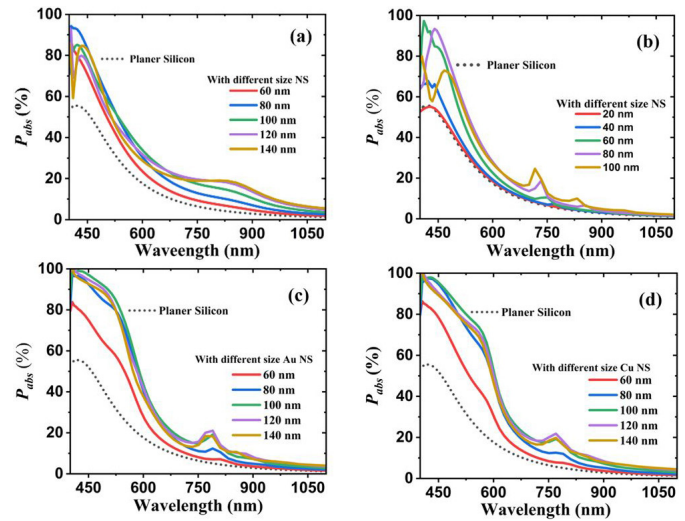 (a)
100
80
60
40
20
0
P_abs (%)
Planer Silicon
With different size NS
60 nm
80 nm
100 nm
120 nm
140 nm
450 600 750 900 1050
Waveength (nm)
(b)
100
80
60
40
20
0
P_abs (%)
Planer Silicon
With different size NS
20 nm
40 nm
60 nm
80 nm
100 nm
450 600 750 900 1050
Wavelength (nm)
(c)
100
80
60
40
20
0
P_abs (%)
Planer Silicon
With different size Au NS
60 nm
80 nm
100 nm
120 nm
140 nm
450 600 750 900 1050
Wavelength (nm)
(d)
100
80
60
40
20
0
P_abs (%)
Planer Silicon
With different size Cu NS
60 nm
80 nm
100 nm
120 nm
140 nm
450 600 750 900 1050
Wavelength (nm)